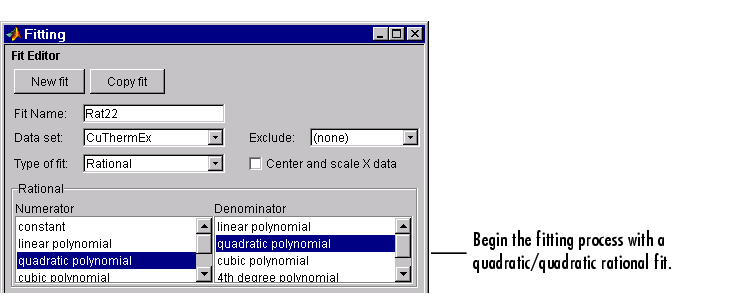 Fitting
Fit Editor
New fit Copy fit
Fit Name: Rat22
Data set: CuThermEx Exclude: (none)
Type of fit: Rational Center and scale X data
Rational
Numerator Denominator
constant linear polynomial
linear polynomial quadratic polynomial
quadratic polynomial cubic polynomial
cubic polynomial 4th degree polynomial
Begin the fitting process with a
quadratic/quadratic rational fit.